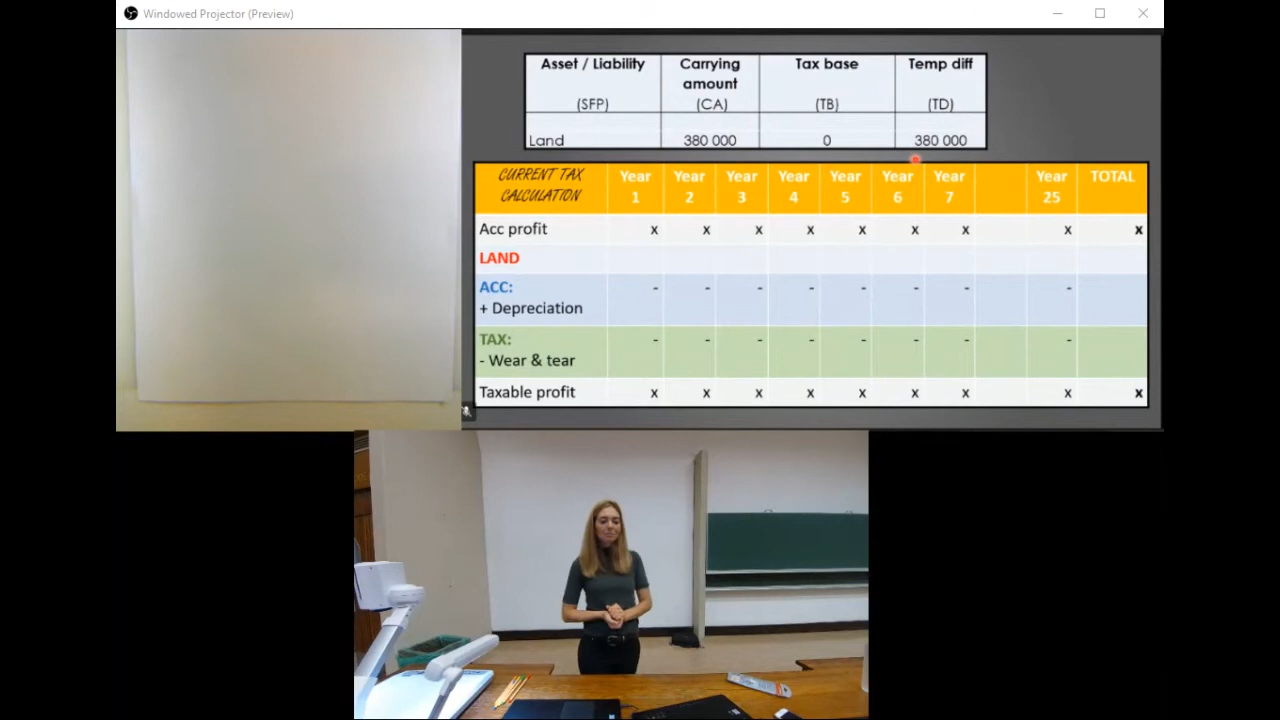 Windowed Projector (Preview)
Asset / Liability Carrying Tax base Temp diff
amount
(SFP) (CA) (TB) (TD)
Land 380 000 0 380 000
CURRENT TAX Year Year Year Year Year Year Year Year TOTAL
CALCULATION 1 2 3 4 5 6 7 25
Acc profit x x x x x x x x x
LAND
ACC: - - - - - - - -
+ Depreciation
TAX: - - - - - - - -
- Wear & tear
Taxable profit x x x x x x x x x